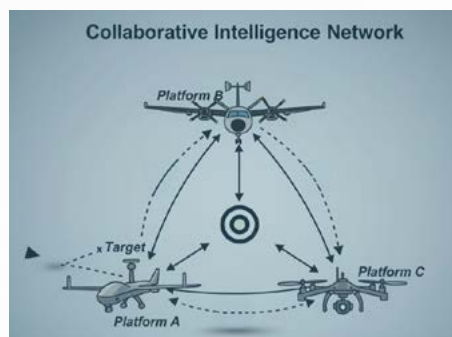 Collaborative Intelligence Network
Platform B
x Target
Platform C
Platform A